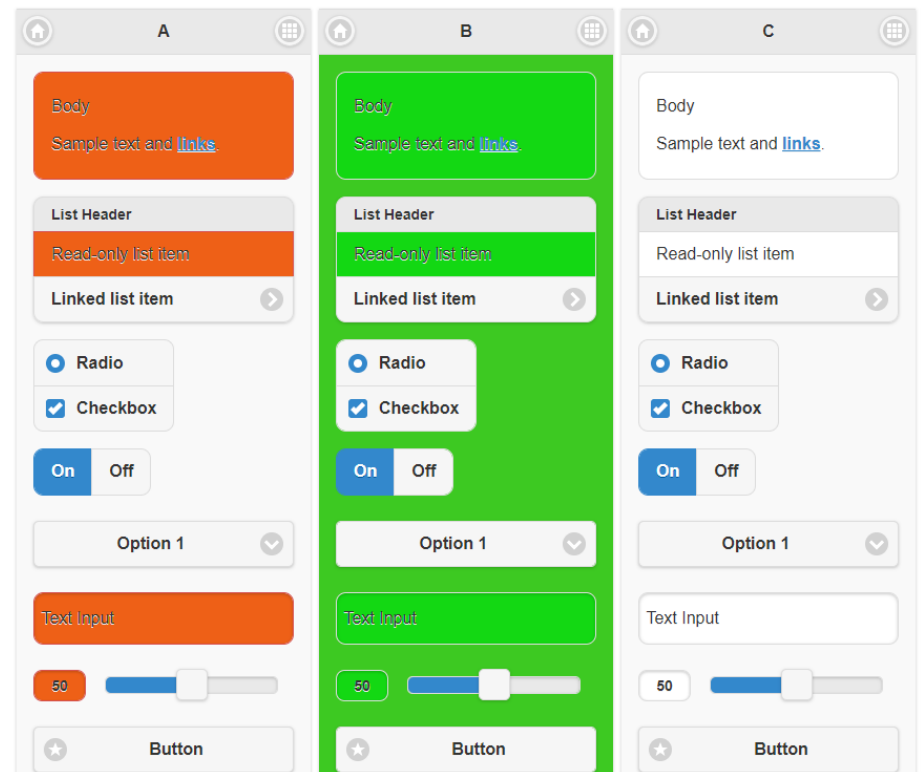 A
Body
Sample text and links.
List Header
Read-only list item
Linked list item
Radio
Checkbox
On Off
Option 1
Text Input
50
Button
B
Body
Sample text and links.
List Header
Read-only list item
Linked list item
Radio
Checkbox
On Off
Option 1
Text Input
50
Button
C
Body
Sample text and links.
List Header
Read-only list item
Linked list item
Radio
Checkbox
On Off
Option 1
Text Input
50
Button